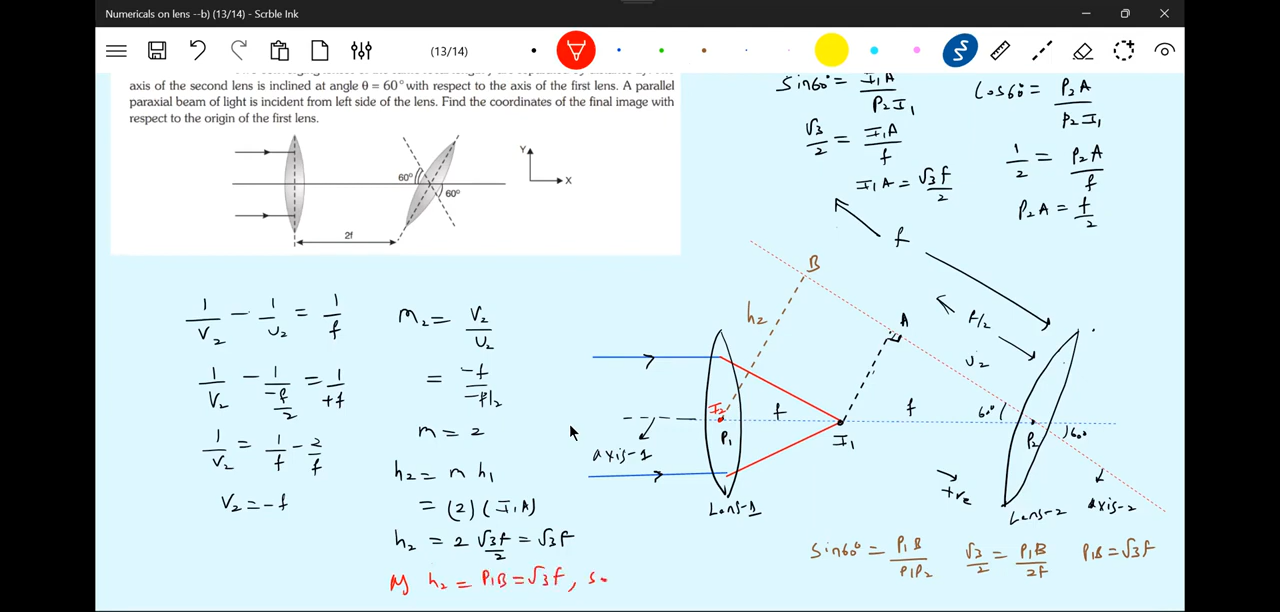 Numericals on lens --b) (13/14) - Scrble Ink
(13/14)
axis of the second lens is inclined at angle θ = 60° with respect to the axis of the first lens. A parallel
paraxial beam of light is incident from left side of the lens. Find the coordinates of the final image with
respect to the origin of the first lens.
60°
60°
2f
Y
X
Sin60° = I₁A / P₂I₁
√3/2 = I₁A / f
I₁A = √3f/2
Cos60° = P₂A / P₂I₁
1/2 = P₂A / f
P₂A = f/2
1/V₂ - 1/U₂ = 1/f
1/V₂ - 1/(-f/2) = 1/+f
1/V₂ = 1/f - 2/f
V₂ = -f
m₂ = V₂/U₂
= -f / -f/2
m = 2
h₂ = m h₁
= (2) (I₁A)
h₂ = 2 √3f/2 = √3f
As h₂ = P₁B = √3f, so
B
h₂
f
f/2
A
U₂
I₂
P₁
f
I₁
f
60°
P₂
60°
axis-1
Lens-1
+ve
Lens-2
axis-2
Sin60° = P₁B / P₁P₂
√3/2 = P₁B / 2f
P₁B = √3f